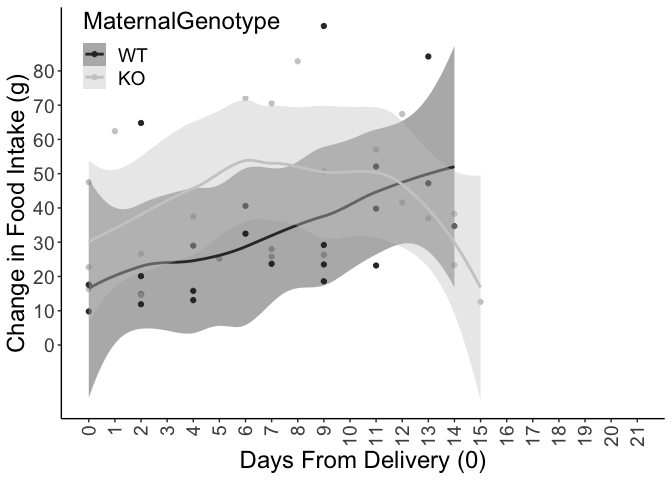 MaternalGenotype
WT
KO
Change in Food Intake (g)
80
70
60
50
40
30
20
10
0
0 1 2 3 4 5 6 7 8 9 10 11 12 13 14 15 16 17 18 19 20 21
Days From Delivery (0)